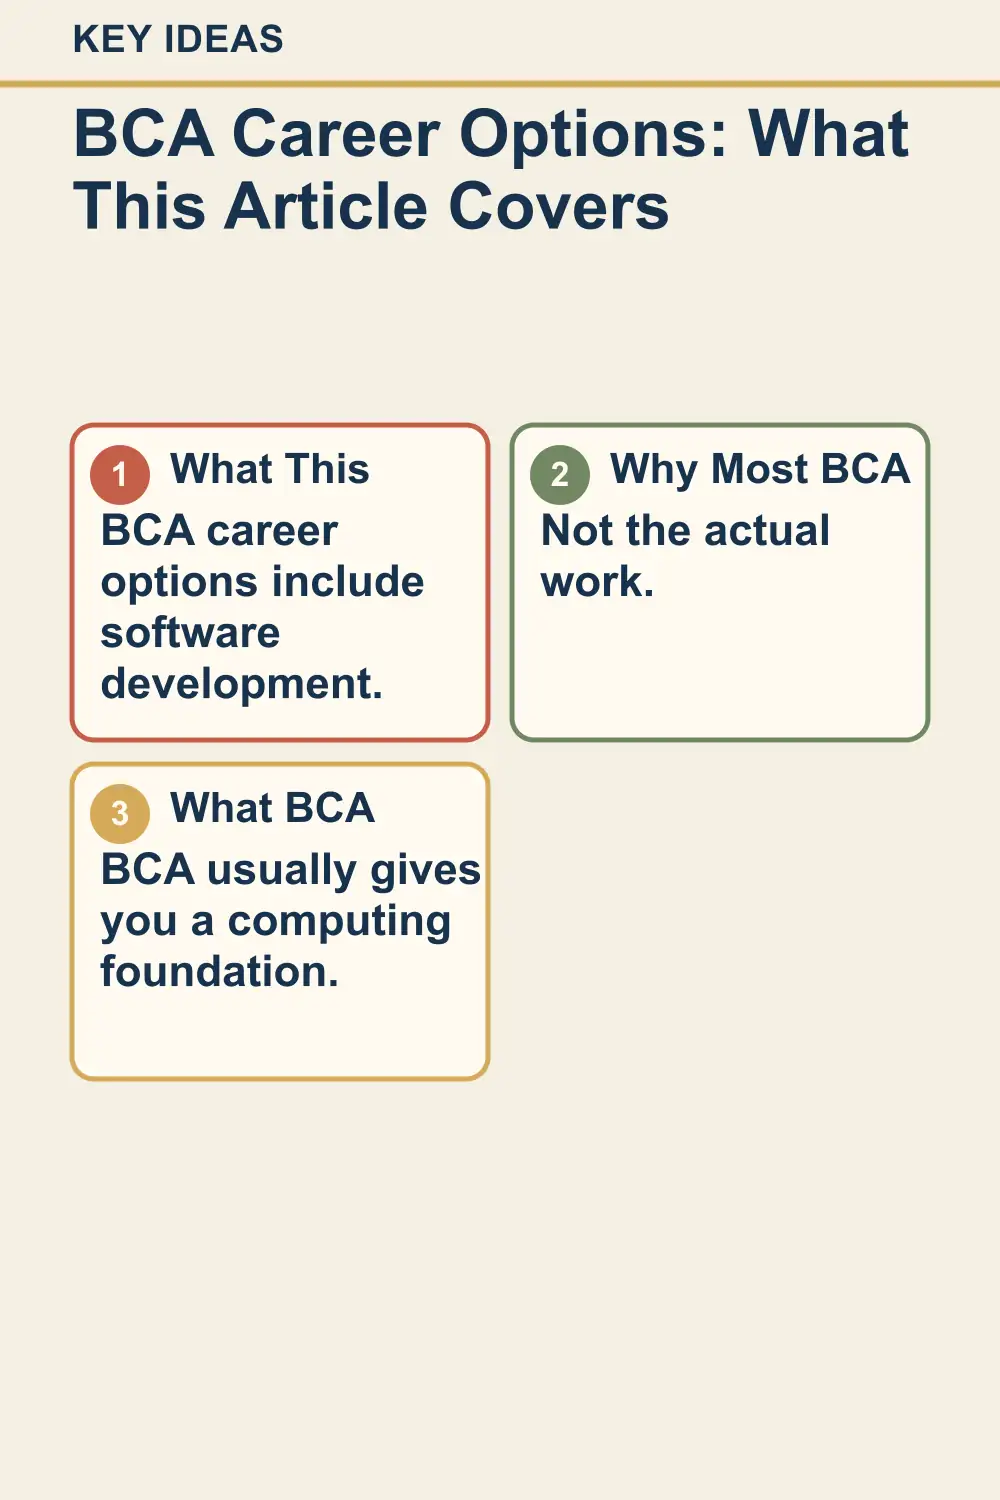 KEY IDEAS
BCA Career Options: What
This Article Covers
1 What This
BCA career
options include
software
development.
2 Why Most BCA
Not the actual
work.
3 What BCA
BCA usually gives
you a computing
foundation.